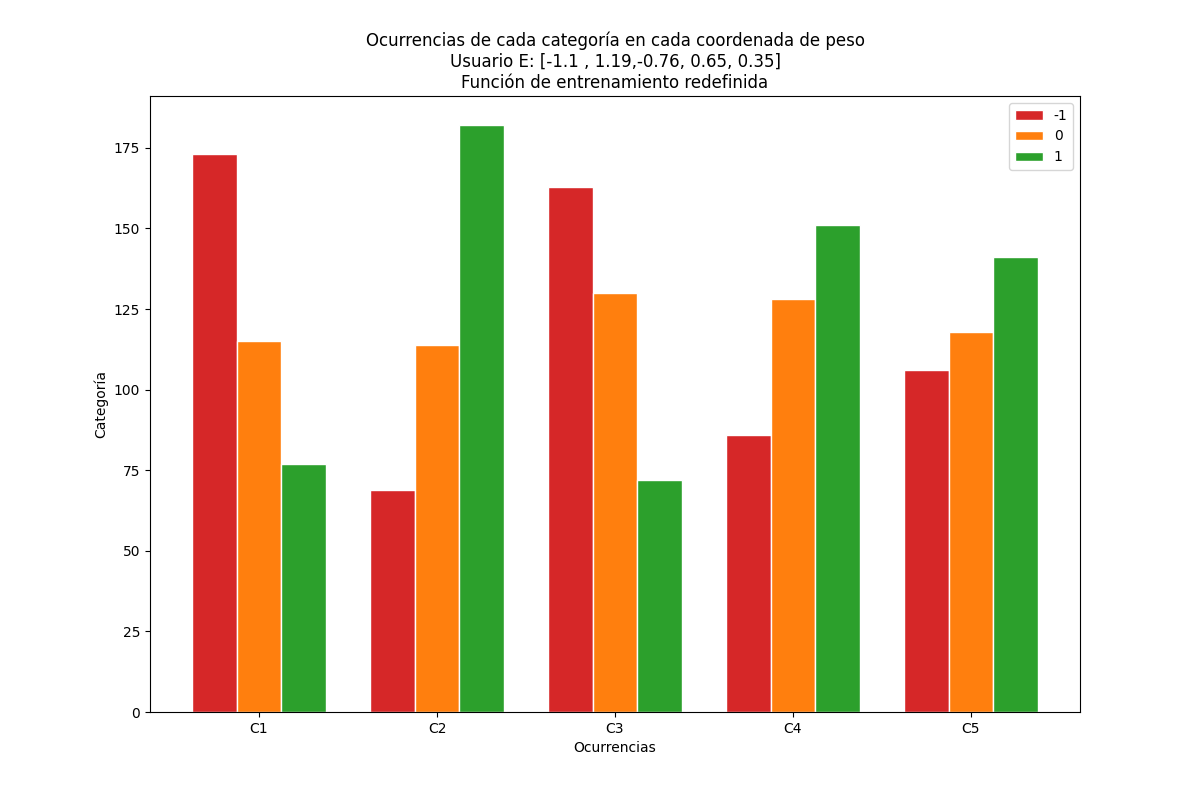 Ocurrencias de cada categoría en cada coordenada de peso
Usuario E: [-1.1 , 1.19,-0.76, 0.65, 0.35]
Función de entrenamiento redefinida
-1
0
1
175
150
125
100
75
50
25
0
Categoría
C1 C2 C3 C4 C5
Ocurrencias